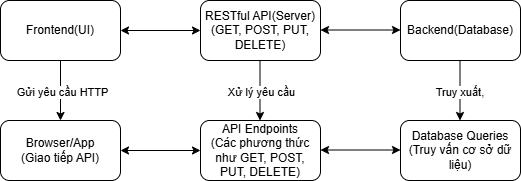 Frontend(UI)
RESTful API(Server)
(GET, POST, PUT,
DELETE)
Backend(Database)
Gửi yêu cầu HTTP
Xử lý yêu cầu
Truy xuất,
Browser/App
(Giao tiếp API)
API Endpoints
(Các phương thức
như GET, POST,
PUT, DELETE)
Database Queries
(Truy vấn cơ sở dữ
liệu)